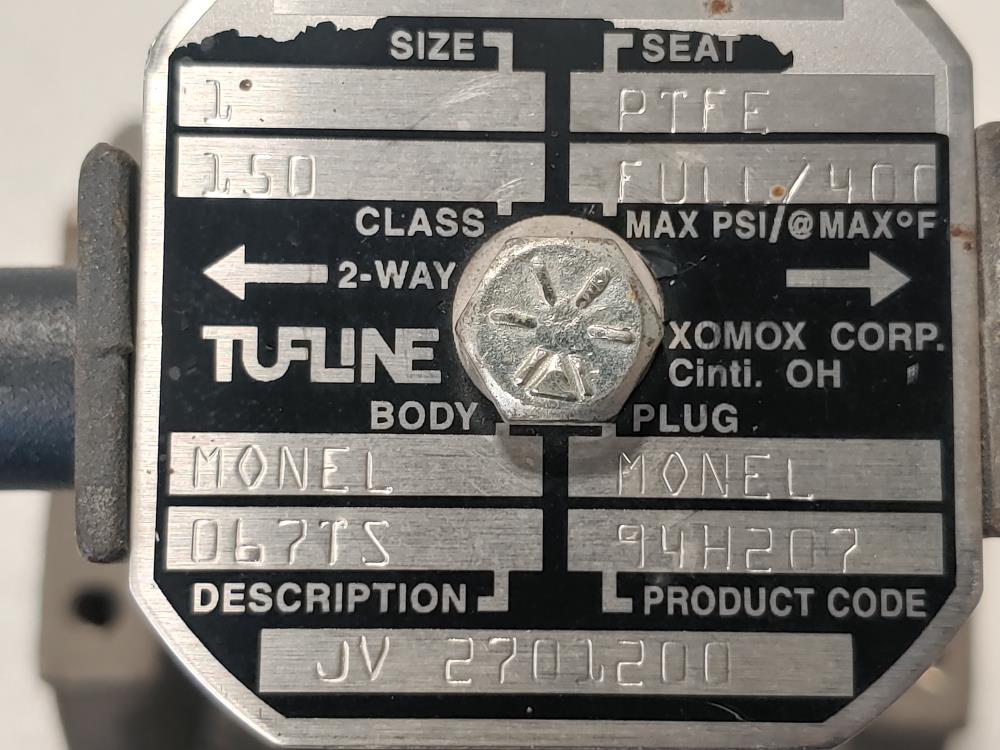 SIZE SEAT
1 PTFE
150 FULL/400
CLASS MAX PSI/@MAX°F
2-WAY
TUFLINE XOMOX CORP.
Cinti. OH
BODY PLUG
MONEL MONEL
067TS 94H207
DESCRIPTION PRODUCT CODE
JV 2701200